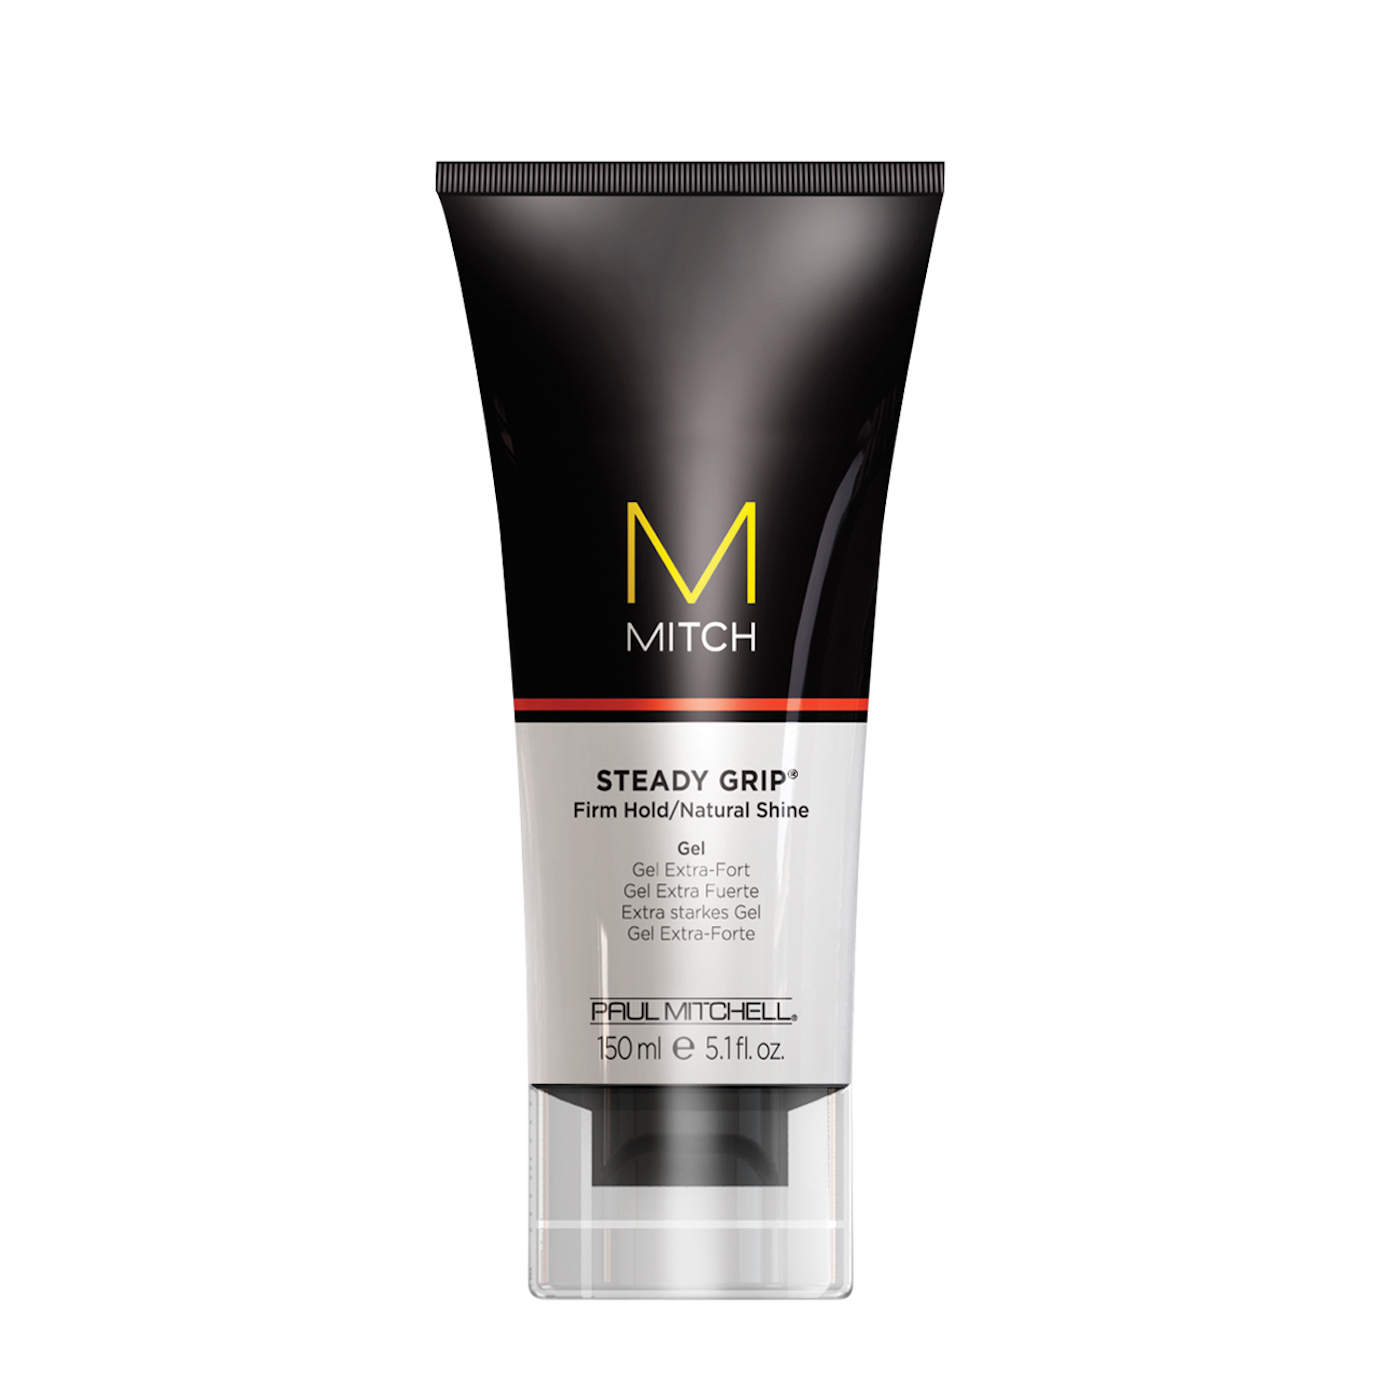 M
MITCH
STEADY GRIP®
Firm Hold/Natural Shine
Gel
Gel Extra-Fort
Gel Extra Fuerte
Extra starkes Gel
Gel Extra-Forte
PAUL MITCHELL®
150 ml ℮ 5.1 fl. oz.